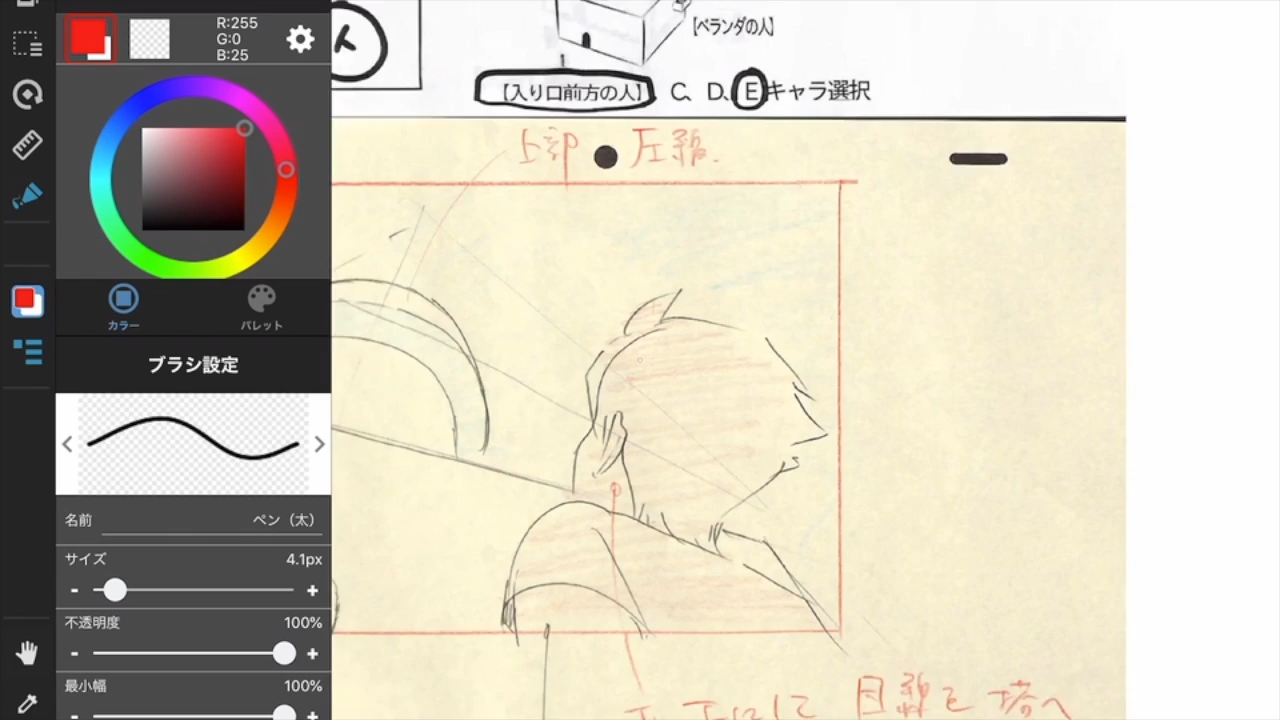 R:255
G:0
B:25
カラー
パレット
ブラシ設定
名前 ペン（太）
サイズ 4.1px
- +
不透明度 100%
- +
最小幅 100%
- +
人
【ベランダの人】
【入り口前方の人】 C、D、Eキャラ選択
上部
目線を 塔へ